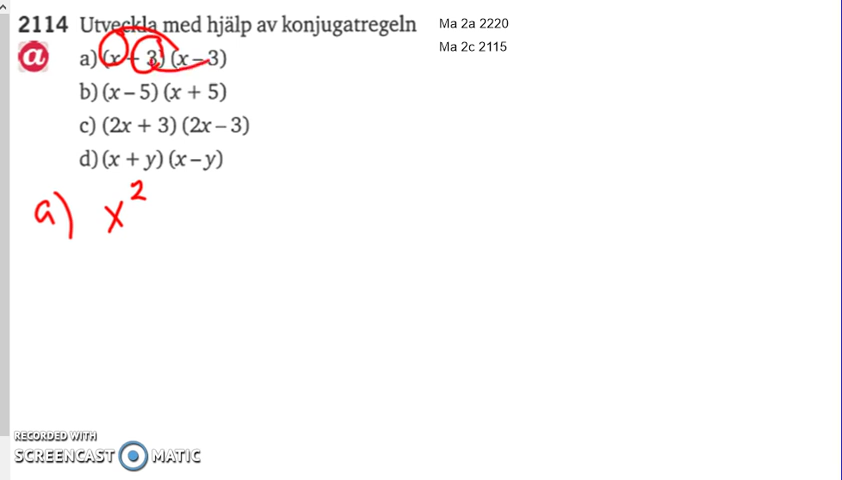 2114 Utveckla med hjälp av konjugatregeln
a
a) (x + 3) (x – 3)
b) (x – 5) (x + 5)
c) (2x + 3) (2x – 3)
d) (x + y) (x – y)
Ma 2a 2220
Ma 2c 2115
a) x²
RECORDED WITH
SCREENCAST MATIC